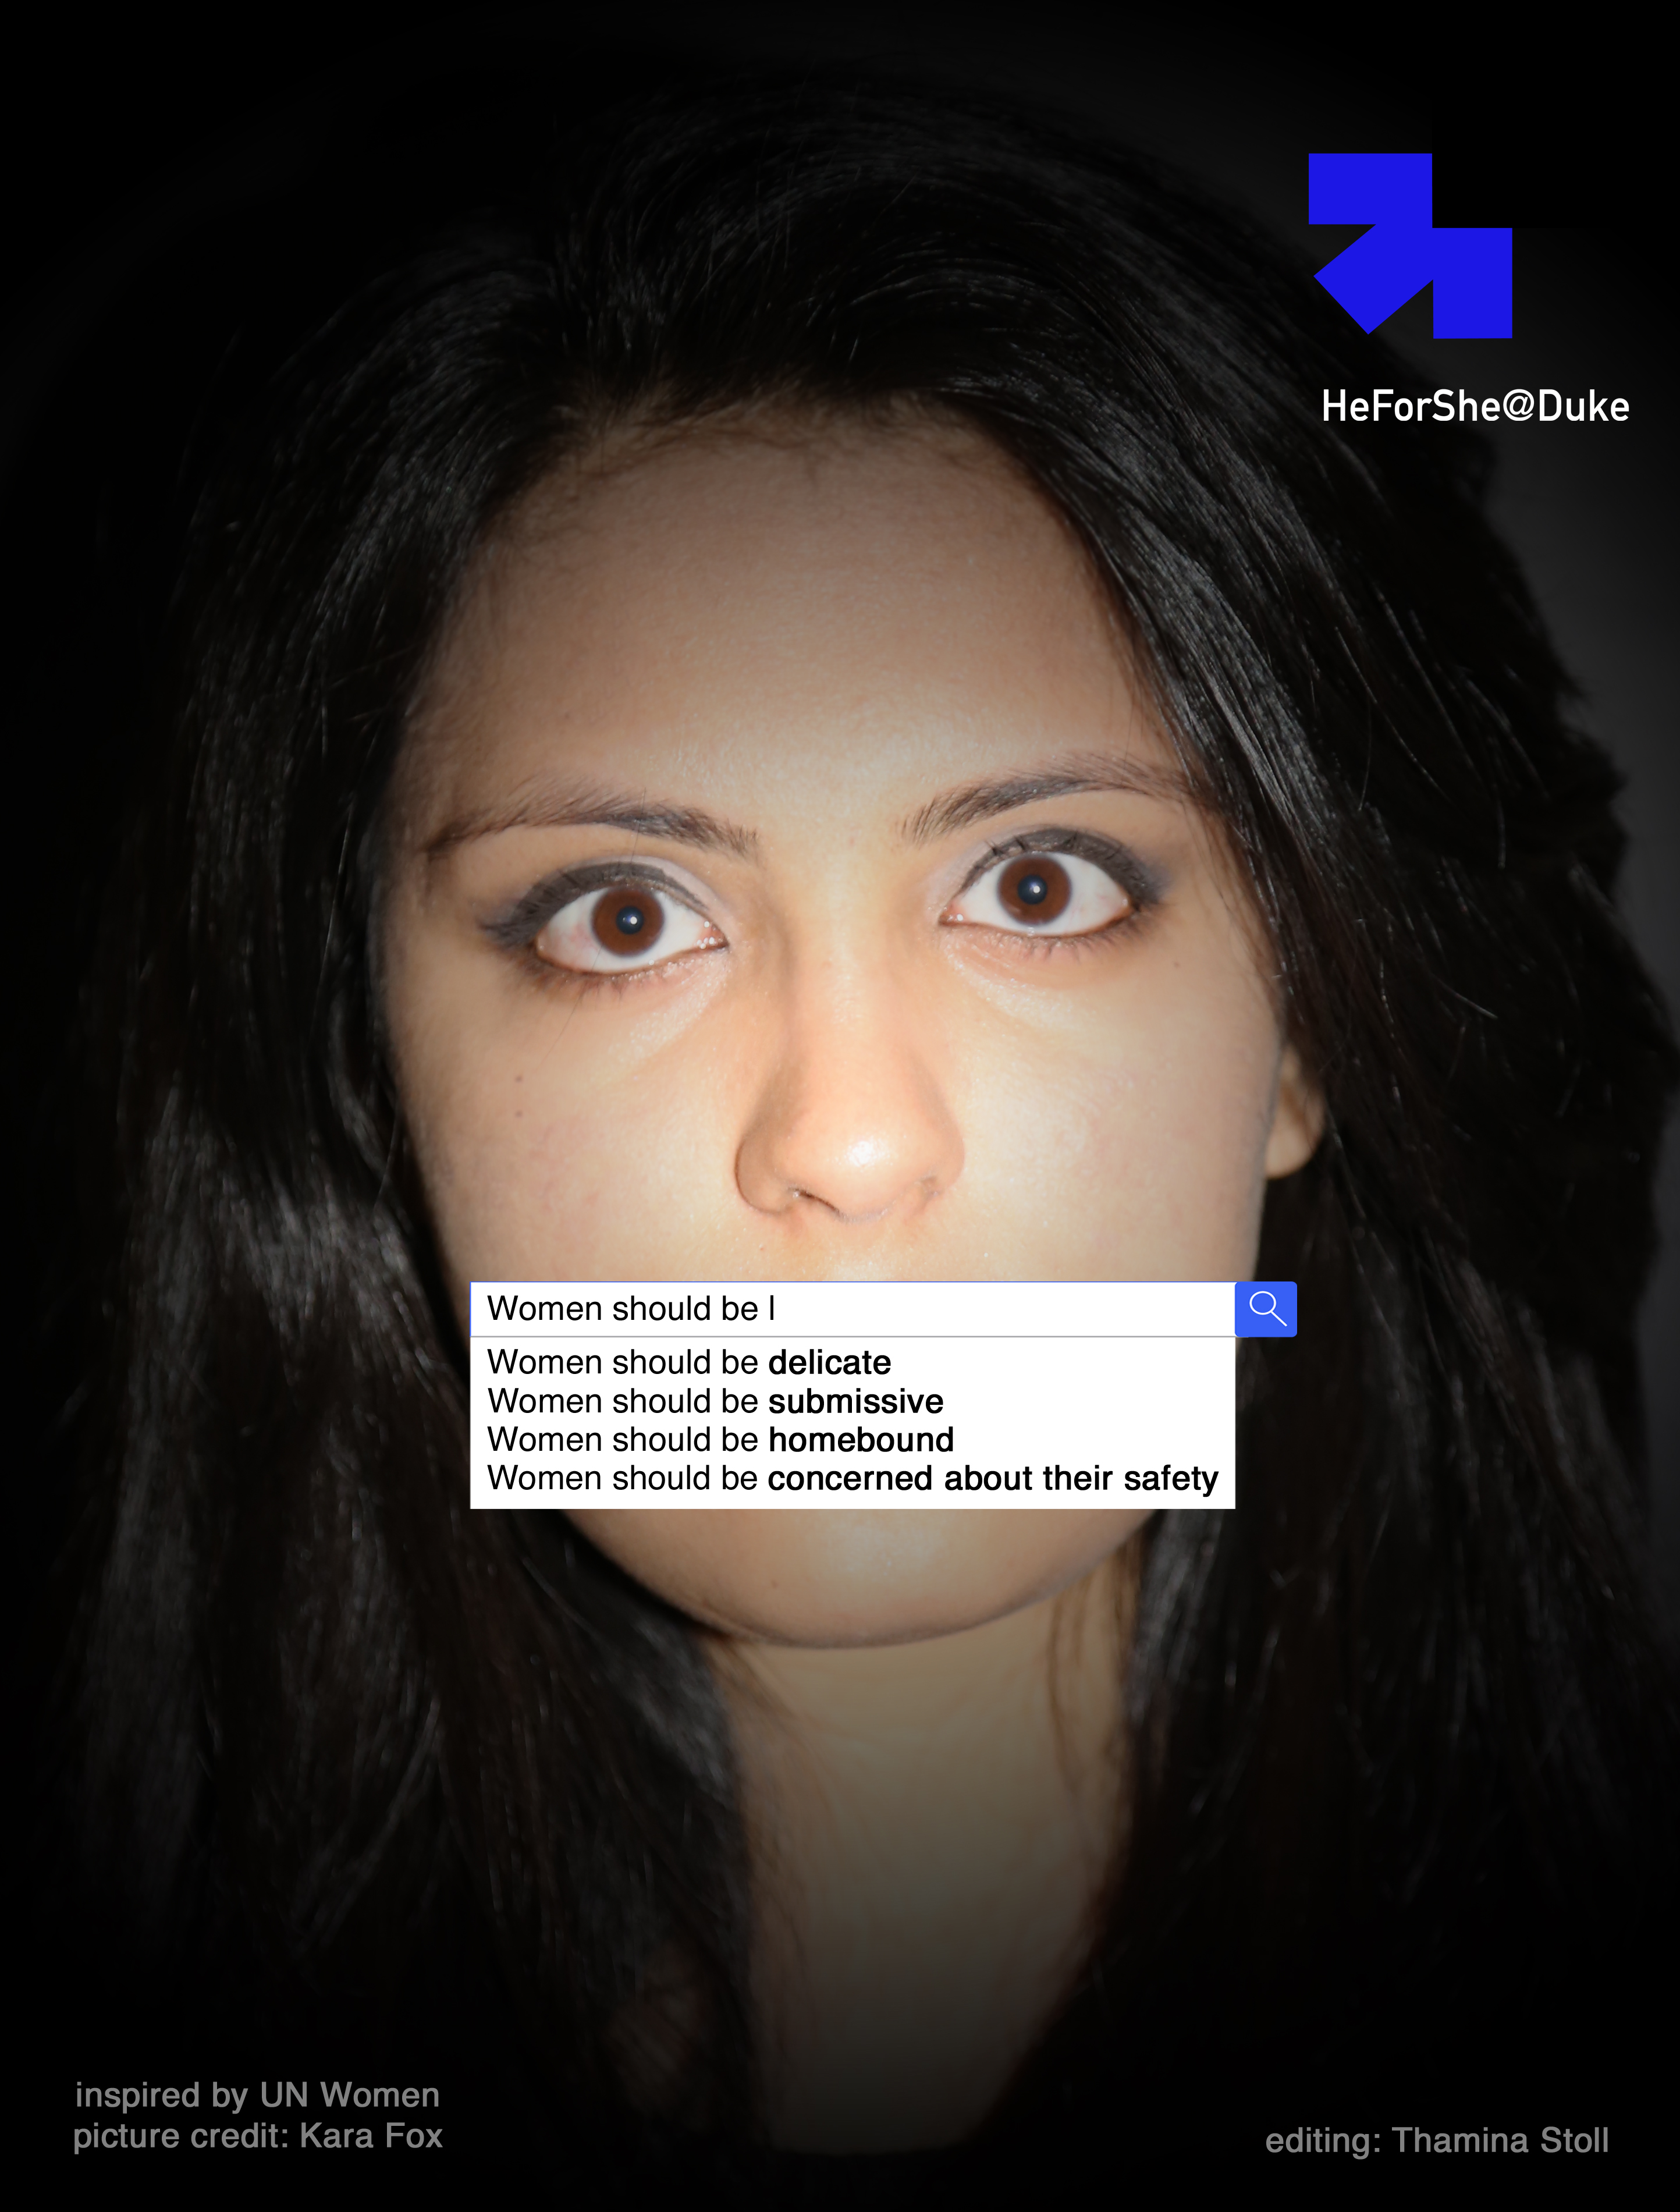 HeForShe@Duke
Women should be l
Women should be delicate
Women should be submissive
Women should be homebound
Women should be concerned about their safety
inspired by UN Women
picture credit: Kara Fox
editing: Thamina Stoll